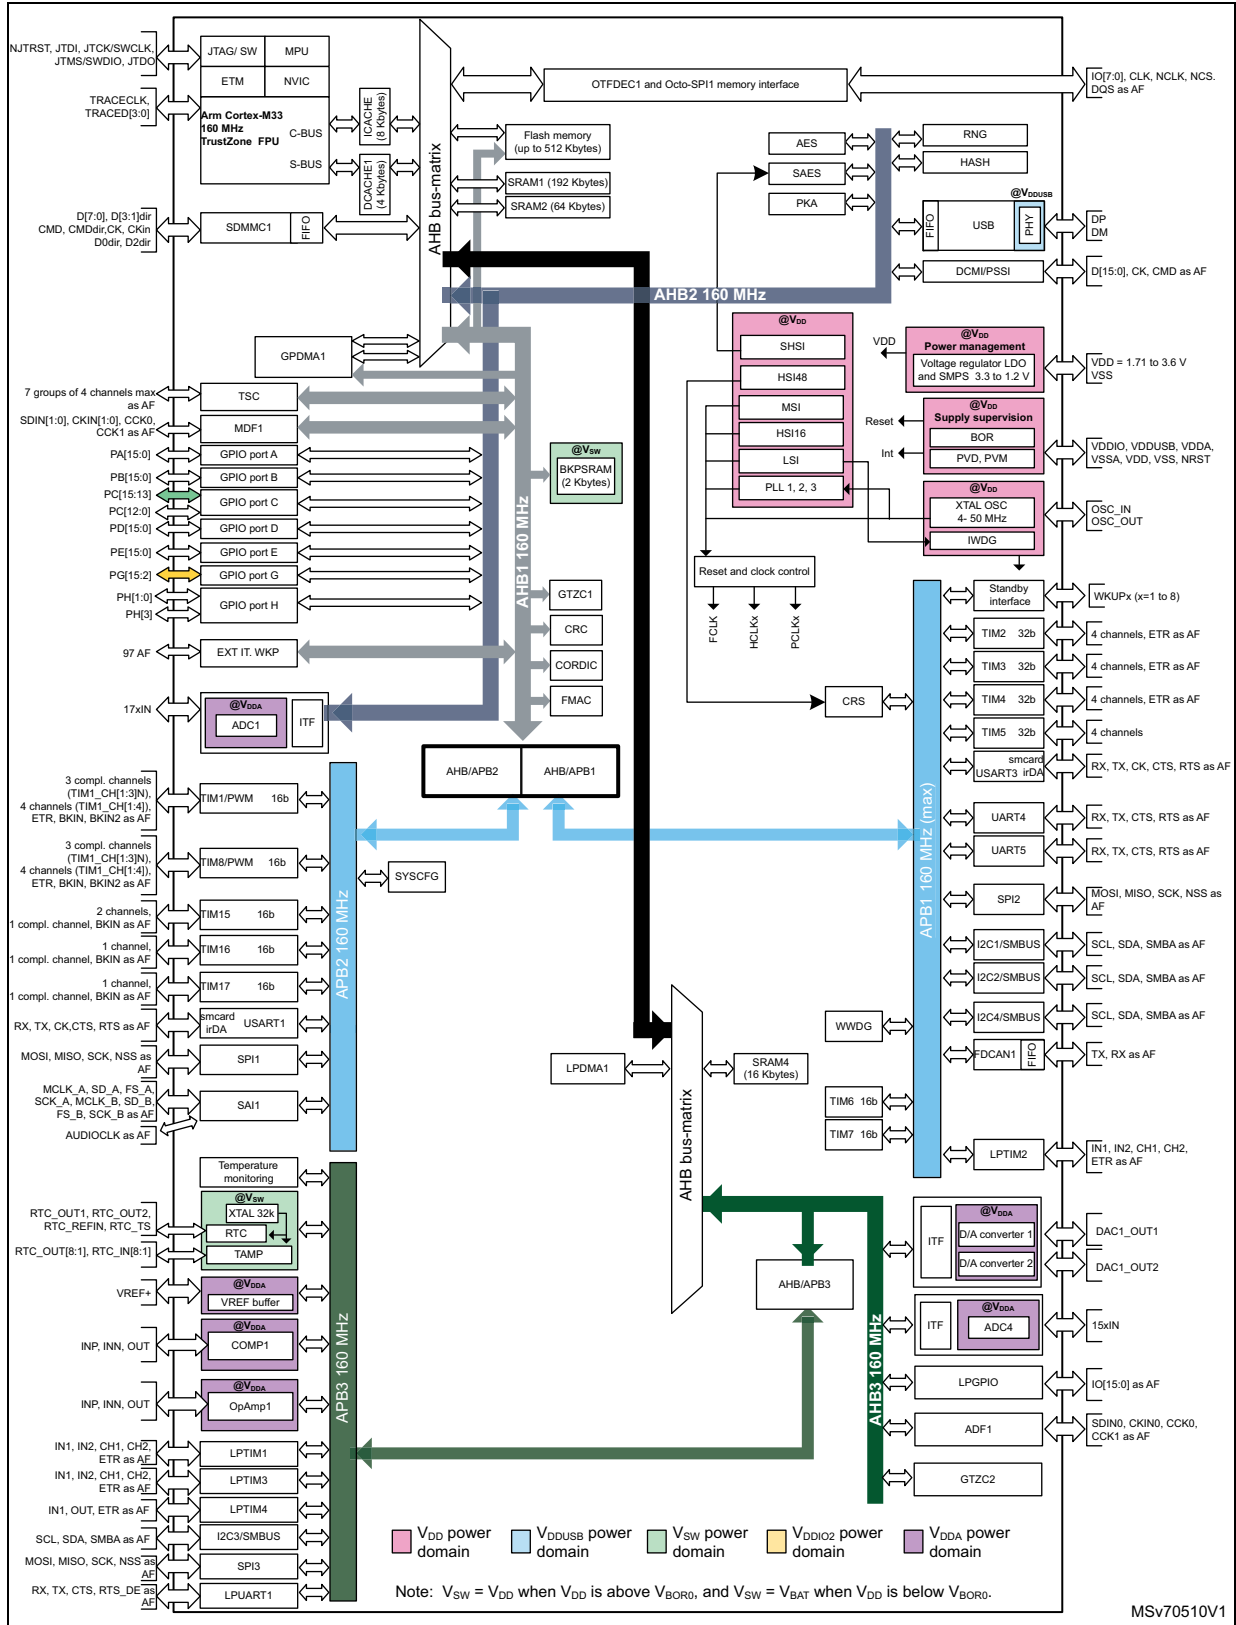 NJTRST, JTDI, JTCK/SWCLK,
JTMS/SWDIO, JTDO
TRACECLK,
TRACED[3:0]
JTAG/ SW
MPU
ETM
NVIC
Arm Cortex-M33
160 MHz
TrustZone FPU
C-BUS
S-BUS
ICACHE
(8 Kbytes)
DCACHE1
(4 Kbytes)
AHB bus-matrix
OTFDEC1 and Octo-SPI1 memory interface
IO[7:0], CLK, NCLK, NCS.
DQS as AF
Flash memory
(up to 512 Kbytes)
SRAM1 (192 Kbytes)
SRAM2 (64 Kbytes)
AES
SAES
PKA
RNG
HASH
@VDDUSB
FIFO
USB
PHY
DP
DM
DCMI/PSSI
D[15:0], CK, CMD as AF
D[7:0], D[3:1]dir
CMD, CMDdir,CK, CKin
D0dir, D2dir
SDMMC1
FIFO
AHB2 160 MHz
GPDMA1
7 groups of 4 channels max
as AF
TSC
SDIN[1:0], CKIN[1:0], CCK0,
CCK1 as AF
MDF1
PA[15:0]
GPIO port A
PB[15:0]
GPIO port B
PC[15:13]
PC[12:0]
GPIO port C
PD[15:0]
GPIO port D
PE[15:0]
GPIO port E
PG[15:2]
GPIO port G
PH[1:0]
PH[3]
GPIO port H
97 AF
EXT IT. WKP
17xIN
@VDDA
ADC1
ITF
AHB1 160 MHz
@VSW
BKPSRAM
(2 Kbytes)
GTZC1
CRC
CORDIC
FMAC
@VDD
SHSI
HSI48
MSI
HSI16
LSI
PLL 1, 2, 3
VDD
@VDD
Power management
Voltage regulator LDO
and SMPS 3.3 to 1.2 V
VDD = 1.71 to 3.6 V
VSS
Reset
Int
@VDD
Supply supervision
BOR
PVD, PVM
VDDIO, VDDUSB, VDDA,
VSSA, VDD, VSS, NRST
@VDD
XTAL OSC
4- 50 MHz
IWDG
OSC_IN
OSC_OUT
Reset and clock control
FCLK
HCLKx
PCLKx
CRS
Standby
interface
WKUPx (x=1 to 8)
TIM2 32b
4 channels, ETR as AF
TIM3 32b
4 channels, ETR as AF
TIM4 32b
4 channels, ETR as AF
TIM5 32b
4 channels
smcard
USART3 irDA
RX, TX, CK, CTS, RTS as AF
UART4
RX, TX, CTS, RTS as AF
UART5
RX, TX, CTS, RTS as AF
SPI2
MOSI, MISO, SCK, NSS as
AF
I2C1/SMBUS
SCL, SDA, SMBA as AF
I2C2/SMBUS
SCL, SDA, SMBA as AF
I2C4/SMBUS
SCL, SDA, SMBA as AF
FDCAN1
FIFO
TX, RX as AF
LPTIM2
IN1, IN2, CH1, CH2,
ETR as AF
APB1 160 MHz (max)
WWDG
TIM6 16b
TIM7 16b
AHB/APB2
AHB/APB1
3 compl. channels
(TIM1_CH[1:3]N),
4 channels (TIM1_CH[1:4]),
ETR, BKIN, BKIN2 as AF
TIM1/PWM 16b
3 compl. channels
(TIM1_CH[1:3]N),
4 channels (TIM1_CH[1:4]),
ETR, BKIN, BKIN2 as AF
TIM8/PWM 16b
SYSCFG
2 channels,
1 compl. channel, BKIN as AF
TIM15 16b
1 channel,
1 compl. channel, BKIN as AF
TIM16 16b
1 channel,
1 compl. channel, BKIN as AF
TIM17 16b
RX, TX, CK,CTS, RTS as AF
smcard
irDA USART1
MOSI, MISO, SCK, NSS as
AF
SPI1
MCLK_A, SD_A, FS_A,
SCK_A, MCLK_B, SD_B,
FS_B, SCK_B as AF
AUDIOCLK as AF
SAI1
APB2 160 MHz
LPDMA1
AHB bus-matrix
SRAM4
(16 Kbytes)
Temperature
monitoring
@VSW
XTAL 32k
RTC
TAMP
RTC_OUT1, RTC_OUT2,
RTC_REFIN, RTC_TS
RTC_OUT[8:1], RTC_IN[8:1]
VREF+
@VDDA
VREF buffer
INP, INN, OUT
@VDDA
COMP1
INP, INN, OUT
@VDDA
OpAmp1
IN1, IN2, CH1, CH2,
ETR as AF
LPTIM1
IN1, IN2, CH1, CH2,
ETR as AF
LPTIM3
IN1, OUT, ETR as AF
LPTIM4
SCL, SDA, SMBA as AF
I2C3/SMBUS
MOSI, MISO, SCK, NSS as
AF
SPI3
RX, TX, CTS, RTS_DE as
AF
LPUART1
APB3 160 MHz
AHB/APB3
AHB3 160 MHz
ITF
@VDDA
D/A converter 1
D/A converter 2
DAC1_OUT1
DAC1_OUT2
ITF
@VDDA
ADC4
15xIN
LPGPIO
IO[15:0] as AF
ADF1
SDIN0, CKIN0, CCK0,
CCK1 as AF
GTZC2
VDD power
domain
VDDUSB power
domain
VSW power
domain
VDDIO2 power
domain
VDDA power
domain
Note: VSW = VDD when VDD is above VBOR0, and VSW = VBAT when VDD is below VBOR0.
MSv70510V1